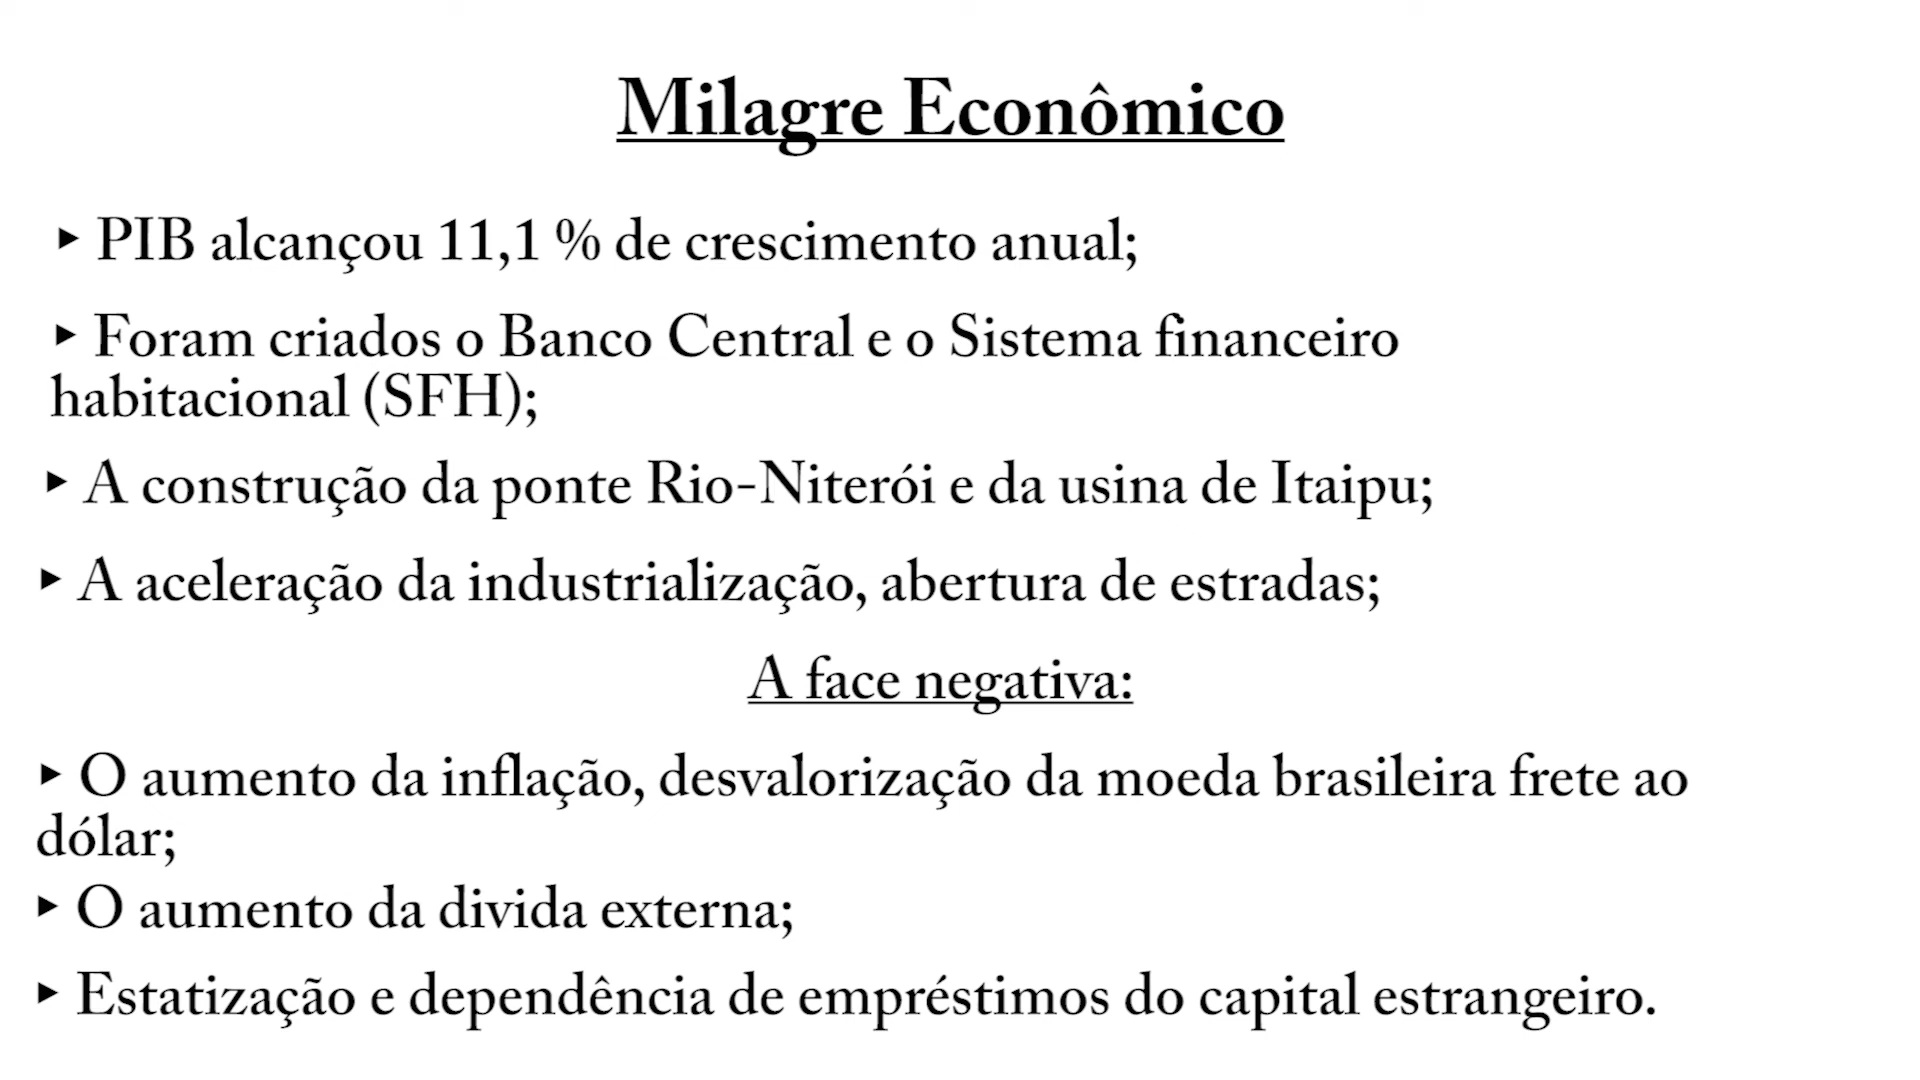 Milagre Econômico
‣ PIB alcançou 11,1 % de crescimento anual;
‣ Foram criados o Banco Central e o Sistema financeiro
habitacional (SFH);
‣ A construção da ponte Rio-Niterói e da usina de Itaipu;
‣ A aceleração da industrialização, abertura de estradas;
A face negativa:
‣ O aumento da inflação, desvalorização da moeda brasileira frete ao
dólar;
‣ O aumento da divida externa;
‣ Estatização e dependência de empréstimos do capital estrangeiro.